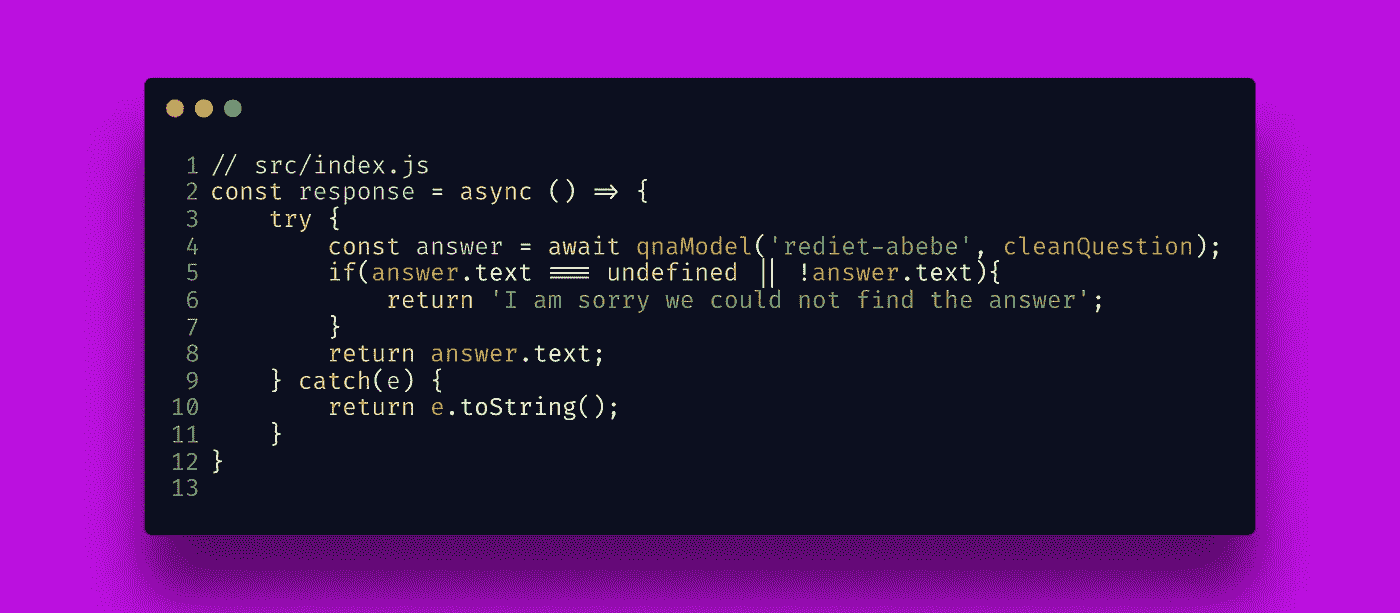 1 // src/index.js
2 const response = async () => {
3     try {
4         const answer = await qnaModel('rediet-abebe', cleanQuestion);
5         if(answer.text === undefined || !answer.text){
6             return 'I am sorry we could not find the answer';
7         }
8         return answer.text;
9     } catch(e) {
10         return e.toString();
11     }
12 }
13